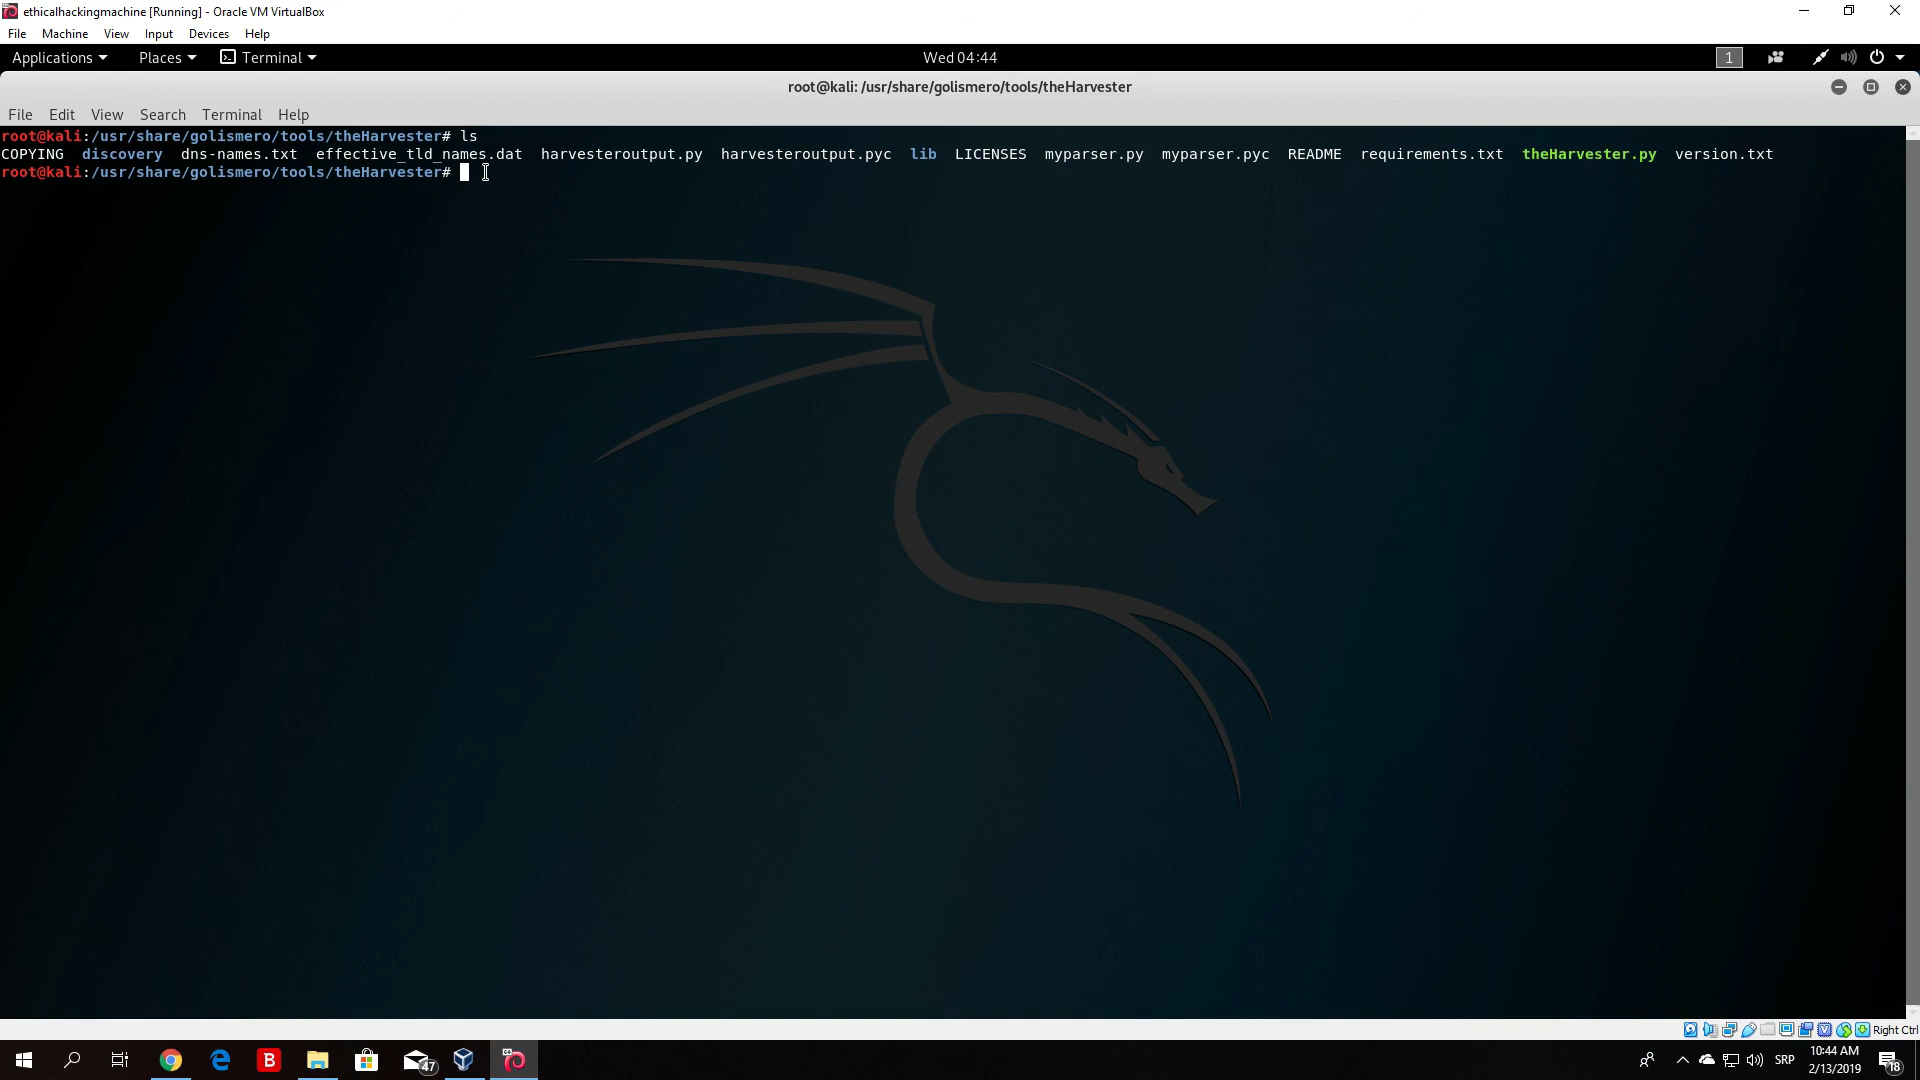 ethicalhackingmachine [Running] - Oracle VM VirtualBox
File Machine View Input Devices Help
Applications Places Terminal Wed 04:44 1
root@kali: /usr/share/golismero/tools/theHarvester
File Edit View Search Terminal Help
root@kali:/usr/share/golismero/tools/theHarvester# ls
COPYING discovery dns-names.txt effective_tld_names.dat harvesteroutput.py harvesteroutput.pyc lib LICENSES myparser.py myparser.pyc README requirements.txt theHarvester.py version.txt
root@kali:/usr/share/golismero/tools/theHarvester#
Right Ctrl
B 47 SRP 10:44 AM 18
2/13/2019